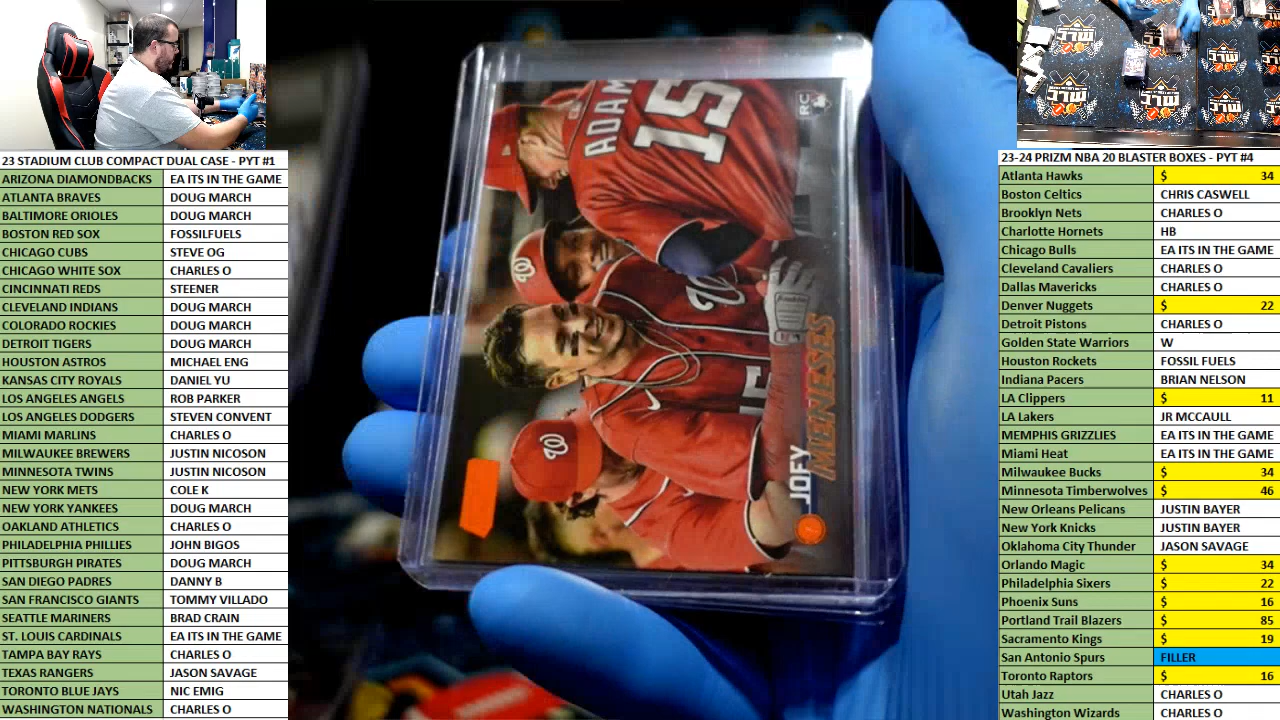 23 STADIUM CLUB COMPACT DUAL CASE - PYT #1
ARIZONA DIAMONDBACKS EA ITS IN THE GAME
ATLANTA BRAVES DOUG MARCH
BALTIMORE ORIOLES DOUG MARCH
BOSTON RED SOX FOSSILFUELS
CHICAGO CUBS STEVE OG
CHICAGO WHITE SOX CHARLES O
CINCINNATI REDS STEENER
CLEVELAND INDIANS DOUG MARCH
COLORADO ROCKIES DOUG MARCH
DETROIT TIGERS DOUG MARCH
HOUSTON ASTROS MICHAEL ENG
KANSAS CITY ROYALS DANIEL YU
LOS ANGELES ANGELS ROB PARKER
LOS ANGELES DODGERS STEVEN CONVENT
MIAMI MARLINS CHARLES O
MILWAUKEE BREWERS JUSTIN NICOSON
MINNESOTA TWINS JUSTIN NICOSON
NEW YORK METS COLE K
NEW YORK YANKEES DOUG MARCH
OAKLAND ATHLETICS CHARLES O
PHILADELPHIA PHILLIES JOHN BIGOS
PITTSBURGH PIRATES DOUG MARCH
SAN DIEGO PADRES DANNY B
SAN FRANCISCO GIANTS TOMMY VILLADO
SEATTLE MARINERS BRAD CRAIN
ST. LOUIS CARDINALS EA ITS IN THE GAME
TAMPA BAY RAYS CHARLES O
TEXAS RANGERS JASON SAVAGE
TORONTO BLUE JAYS NIC EMIG
WASHINGTON NATIONALS CHARLES O
ADAM
15
RC
W
W
W
JOEY
MENESES
23-24 PRIZM NBA 20 BLASTER BOXES - PYT #4
Atlanta Hawks $ 34
Boston Celtics CHRIS CASWELL
Brooklyn Nets CHARLES O
Charlotte Hornets HB
Chicago Bulls EA ITS IN THE GAME
Cleveland Cavaliers CHARLES O
Dallas Mavericks CHARLES O
Denver Nuggets $ 22
Detroit Pistons CHARLES O
Golden State Warriors W
Houston Rockets FOSSIL FUELS
Indiana Pacers BRIAN NELSON
LA Clippers $ 11
LA Lakers JR MCCAULL
MEMPHIS GRIZZLIES EA ITS IN THE GAME
Miami Heat EA ITS IN THE GAME
Milwaukee Bucks $ 34
Minnesota Timberwolves $ 46
New Orleans Pelicans JUSTIN BAYER
New York Knicks JUSTIN BAYER
Oklahoma City Thunder JASON SAVAGE
Orlando Magic $ 34
Philadelphia Sixers $ 22
Phoenix Suns $ 16
Portland Trail Blazers $ 85
Sacramento Kings $ 19
San Antonio Spurs FILLER
Toronto Raptors $ 16
Utah Jazz CHARLES O
Washington Wizards CHARLES O